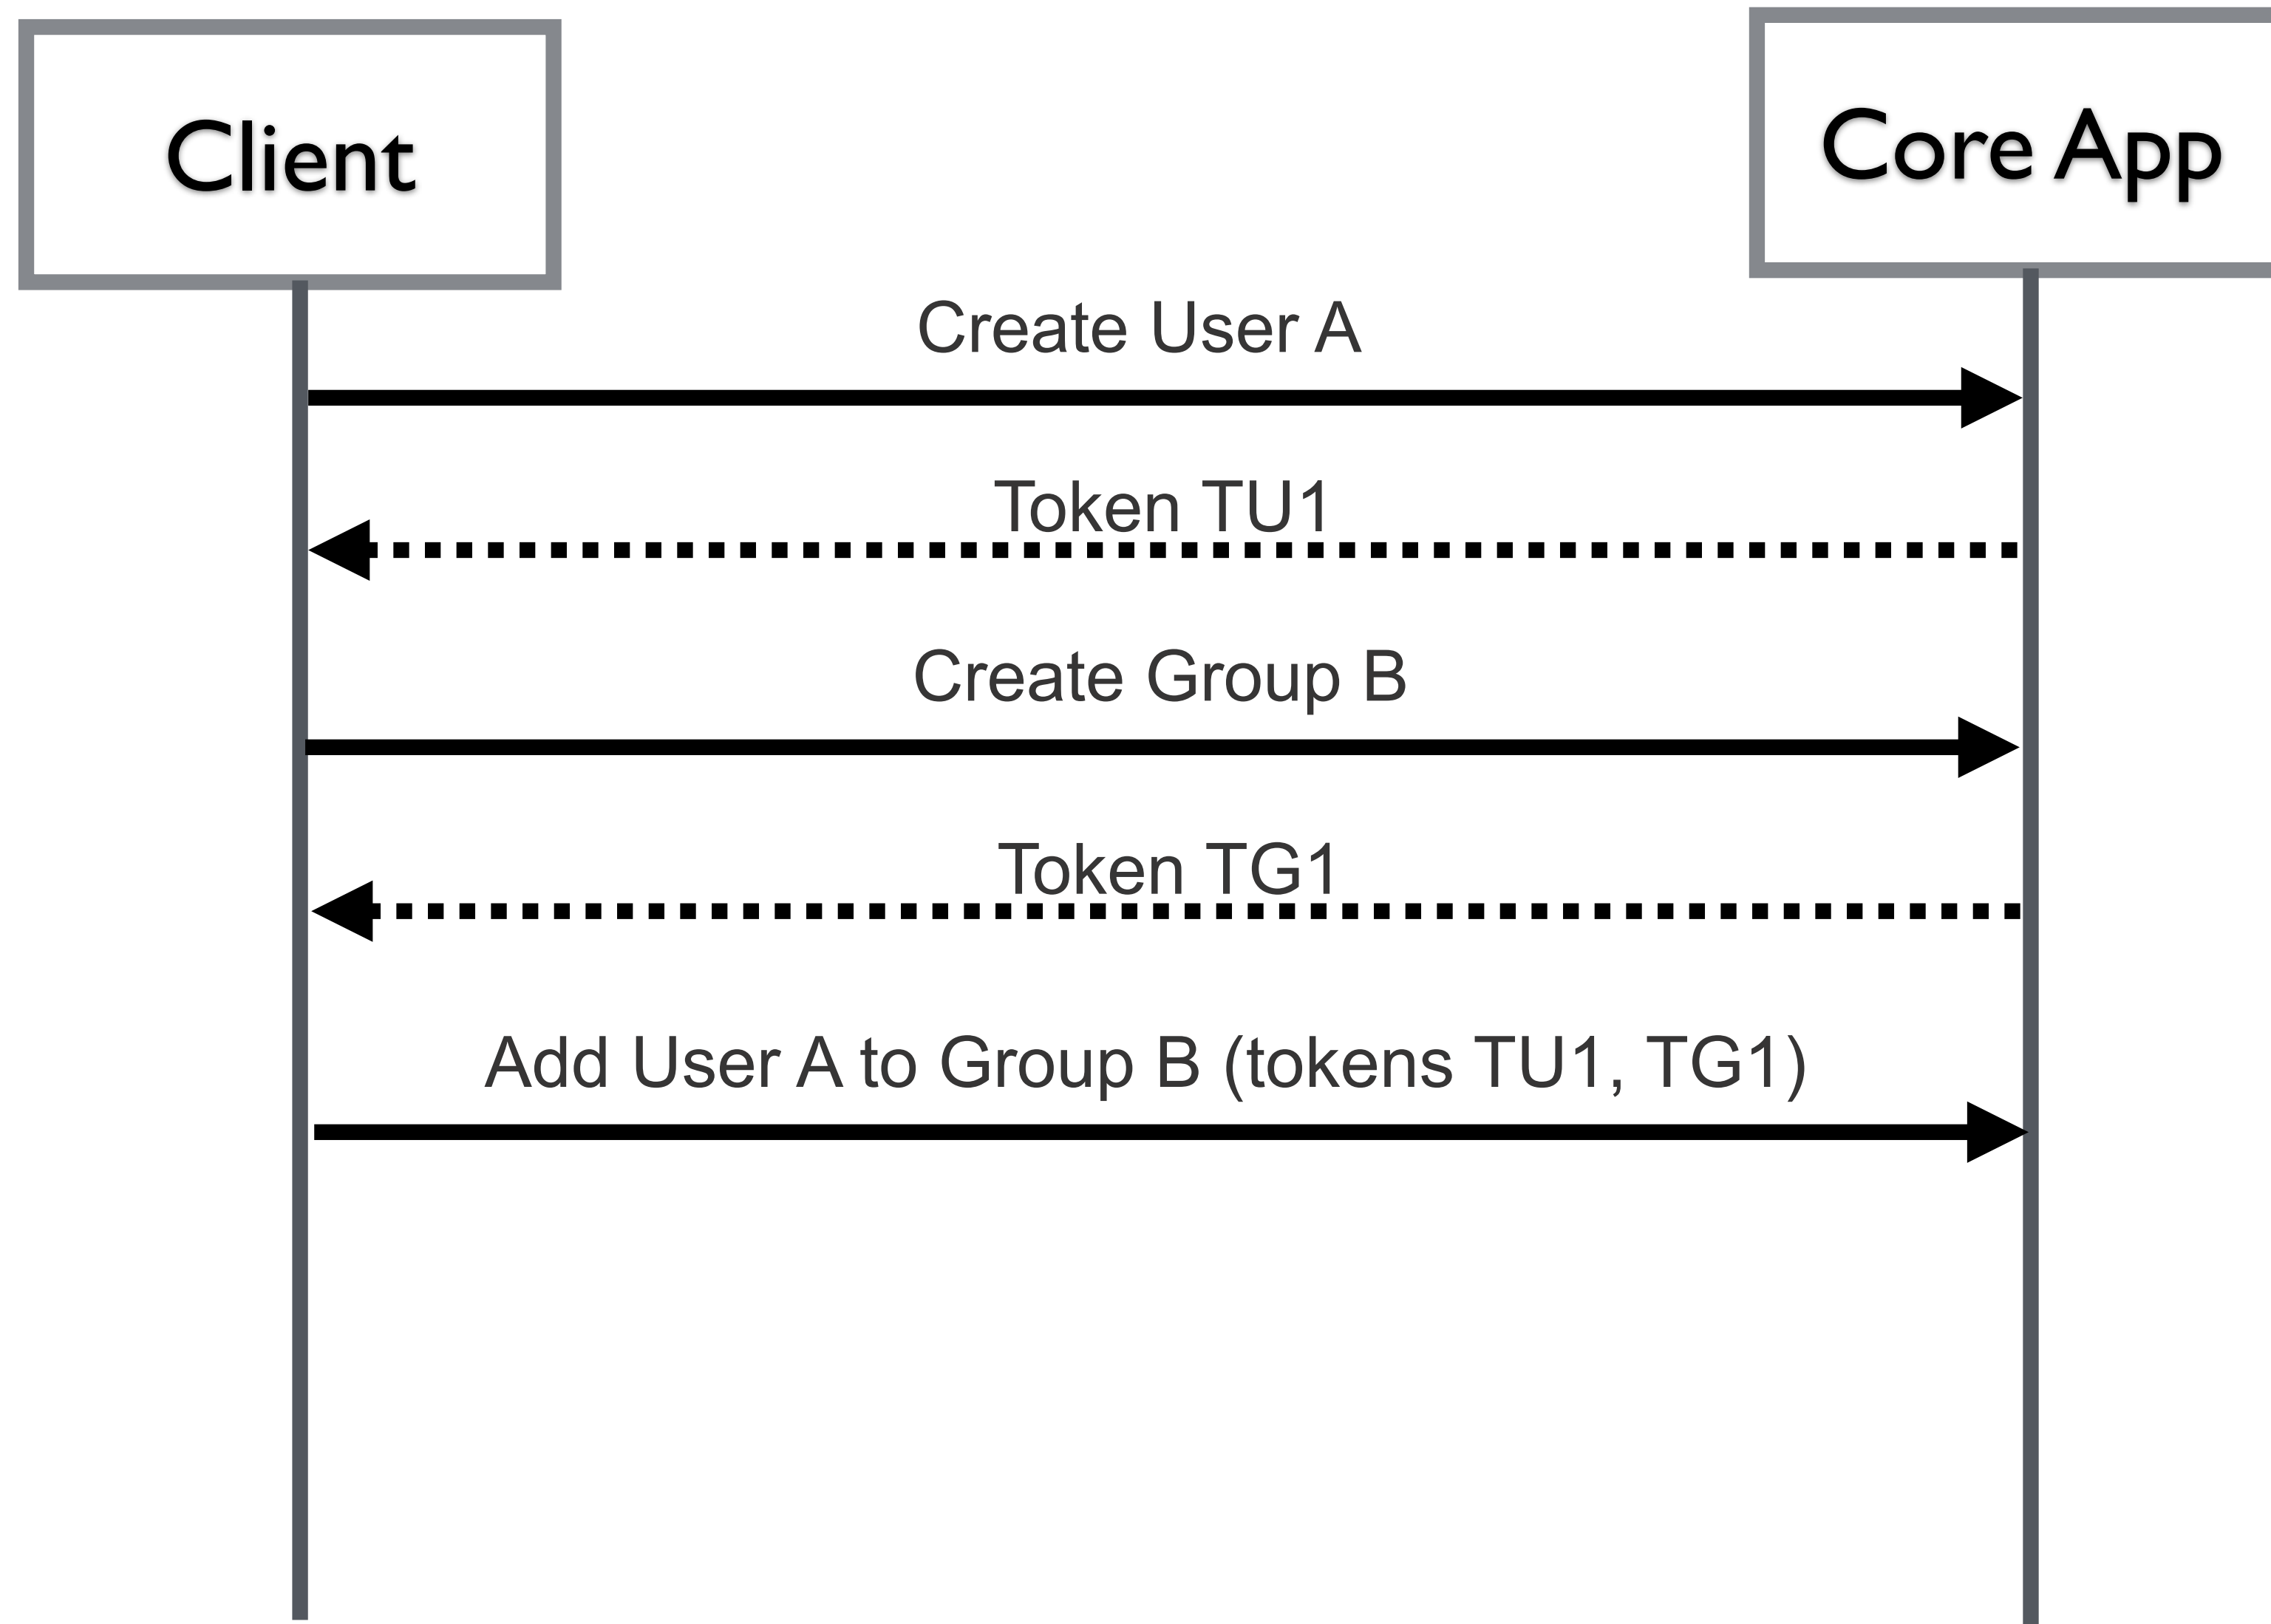 Client
Core App
Create User A
Token TU1
Create Group B
Token TG1
Add User A to Group B (tokens TU1, TG1)